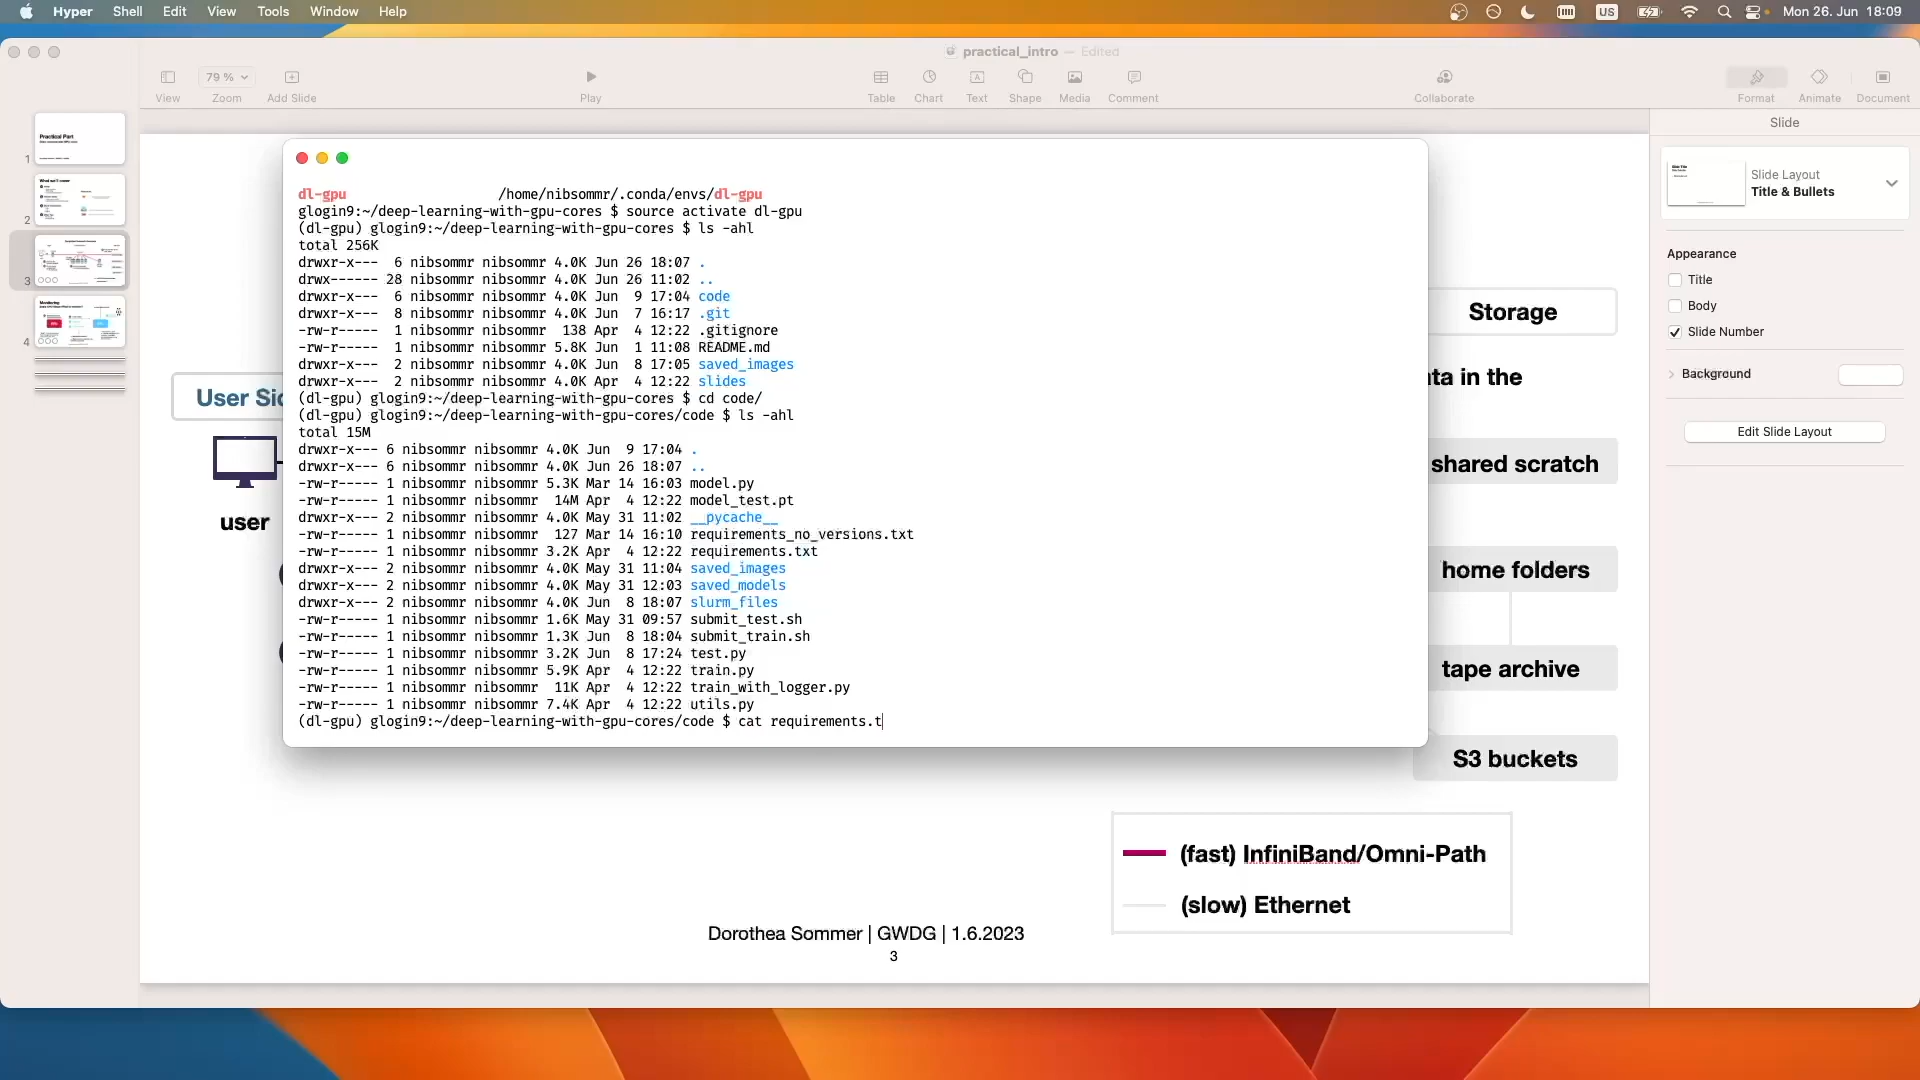 Hyper Shell Edit View Tools Window Help
US
Mon 26. Jun 18:09
practical_intro — Edited
79 %
View Zoom Add Slide Play Table Chart Text Shape Media Comment Collaborate Format Animate Document
Slide
Slide Layout
Title & Bullets
Appearance
Title
Body
Slide Number
Background
Edit Slide Layout
Practical Part
1
2
3
Monitoring
4
dl-gpu /home/nibsommr/.conda/envs/dl-gpu
glogin9:~/deep-learning-with-gpu-cores $ source activate dl-gpu
(dl-gpu) glogin9:~/deep-learning-with-gpu-cores $ ls -ahl
total 256K
drwxr-x--- 6 nibsommr nibsommr 4.0K Jun 26 18:07 .
drwx------ 28 nibsommr nibsommr 4.0K Jun 26 11:02 ..
drwxr-x--- 6 nibsommr nibsommr 4.0K Jun 9 17:04 code
drwxr-x--- 8 nibsommr nibsommr 4.0K Jun 7 16:17 .git
-rw-r----- 1 nibsommr nibsommr 138 Apr 4 12:22 .gitignore
-rw-r----- 1 nibsommr nibsommr 5.8K Jun 1 11:08 README.md
drwxr-x--- 2 nibsommr nibsommr 4.0K Jun 8 17:05 saved_images
drwxr-x--- 2 nibsommr nibsommr 4.0K Apr 4 12:22 slides
(dl-gpu) glogin9:~/deep-learning-with-gpu-cores $ cd code/
(dl-gpu) glogin9:~/deep-learning-with-gpu-cores/code $ ls -ahl
total 15M
drwxr-x--- 6 nibsommr nibsommr 4.0K Jun 9 17:04 .
drwxr-x--- 6 nibsommr nibsommr 4.0K Jun 26 18:07 ..
-rw-r----- 1 nibsommr nibsommr 5.3K Mar 14 16:03 model.py
-rw-r----- 1 nibsommr nibsommr 14M Apr 4 12:22 model_test.pt
drwxr-x--- 2 nibsommr nibsommr 4.0K May 31 11:02 __pycache__
-rw-r----- 1 nibsommr nibsommr 127 Mar 14 16:10 requirements_no_versions.txt
-rw-r----- 1 nibsommr nibsommr 3.2K Apr 4 12:22 requirements.txt
drwxr-x--- 2 nibsommr nibsommr 4.0K May 31 11:04 saved_images
drwxr-x--- 2 nibsommr nibsommr 4.0K May 31 12:03 saved_models
drwxr-x--- 2 nibsommr nibsommr 4.0K Jun 8 18:07 slurm_files
-rw-r----- 1 nibsommr nibsommr 1.6K May 31 09:57 submit_test.sh
-rw-r----- 1 nibsommr nibsommr 1.3K Jun 8 18:04 submit_train.sh
-rw-r----- 1 nibsommr nibsommr 3.2K Jun 8 17:24 test.py
-rw-r----- 1 nibsommr nibsommr 5.9K Apr 4 12:22 train.py
-rw-r----- 1 nibsommr nibsommr 11K Apr 4 12:22 train_with_logger.py
-rw-r----- 1 nibsommr nibsommr 7.4K Apr 4 12:22 utils.py
(dl-gpu) glogin9:~/deep-learning-with-gpu-cores/code $ cat requirements.t
User Sid
user
Storage
ta in the
shared scratch
home folders
tape archive
S3 buckets
(fast) InfiniBand/Omni-Path
(slow) Ethernet
Dorothea Sommer | GWDG | 1.6.2023
3